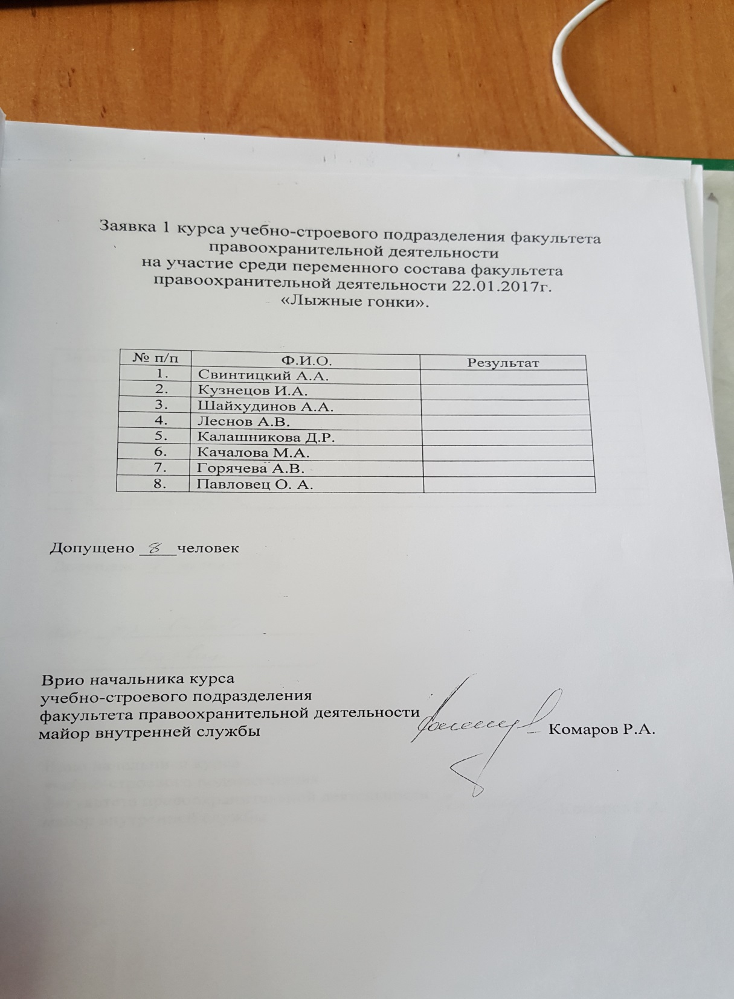 Заявка 1 курса учебно-строевого подразделения факультета
правоохранительной деятельности
на участие среди переменного состава факультета
правоохранительной деятельности 22.01.2017г.
«Лыжные гонки».
№ п/п Ф.И.О. Результат
1. Свинтицкий А.А.
2. Кузнецов И.А.
3. Шайхудинов А.А.
4. Леснов А.В.
5. Калашникова Д.Р.
6. Качалова М.А.
7. Горячева А.В.
8. Павловец О. А.
Допущено 8 человек
Врио начальника курса
учебно-строевого подразделения
факультета правоохранительной деятельности
майор внутренней службы Комаров Р.А.